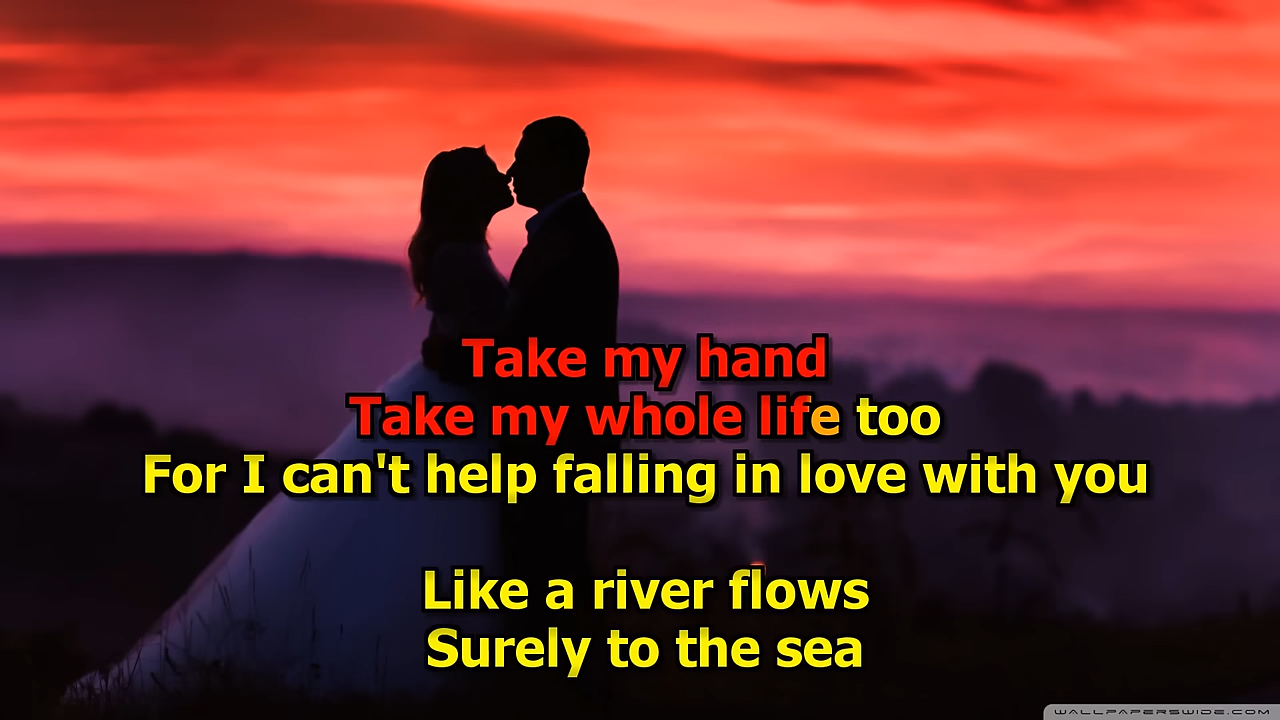 Take my hand
Take my whole life too
For I can't help falling in love with you
Like a river flows
Surely to the sea
WALLPAPERSWIDE.COM